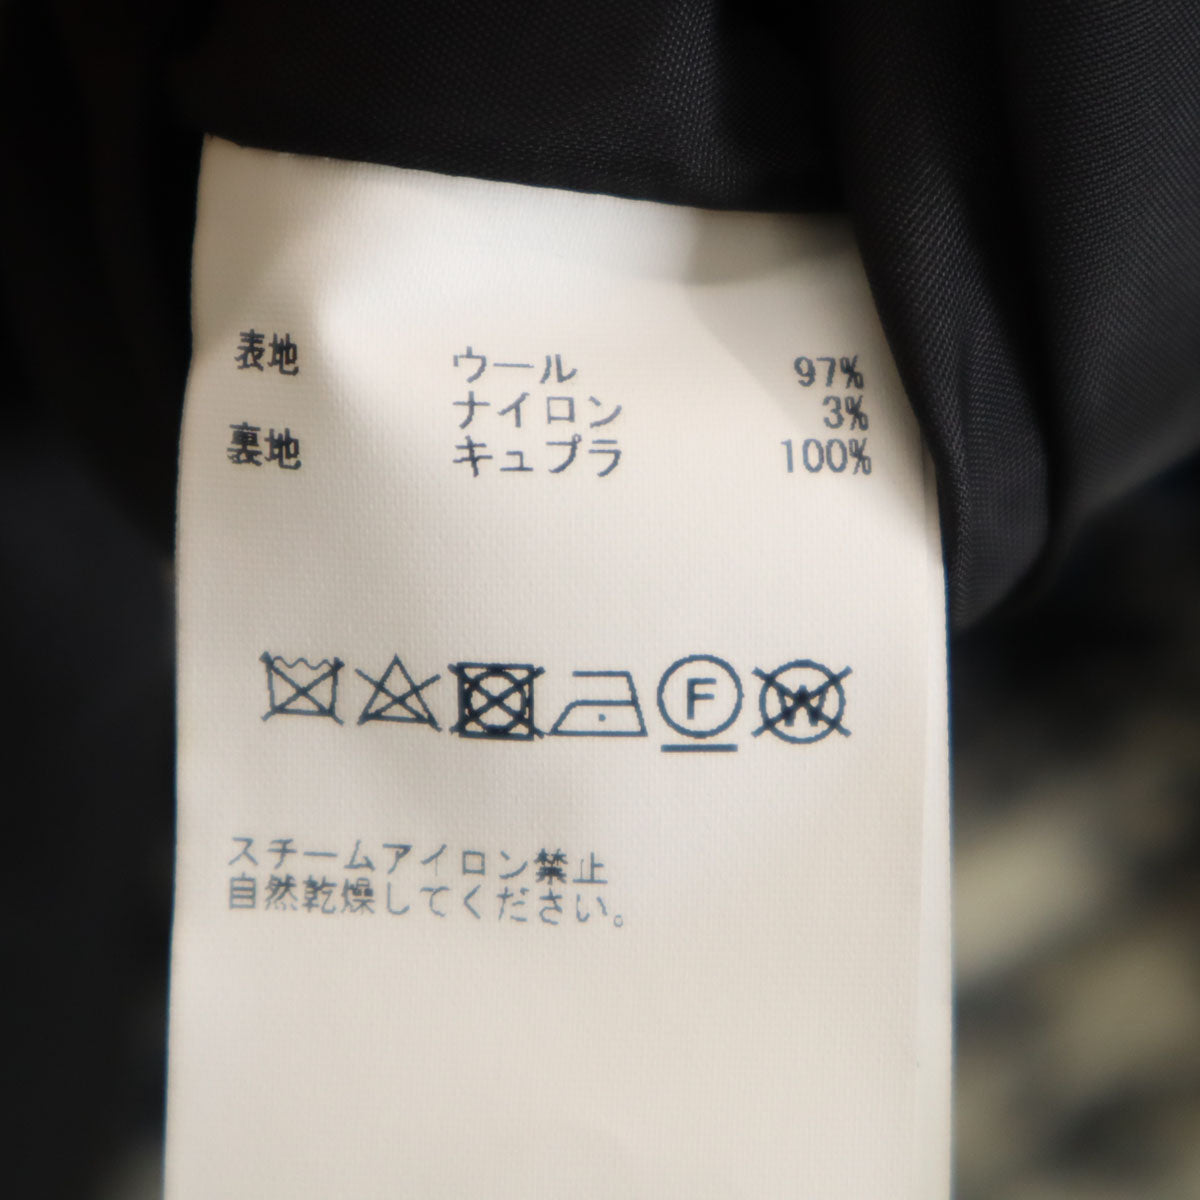 表地 ウール 97%
ナイロン 3%
裏地 キュプラ 100%
F W
スチームアイロン禁止
自然乾燥してください。